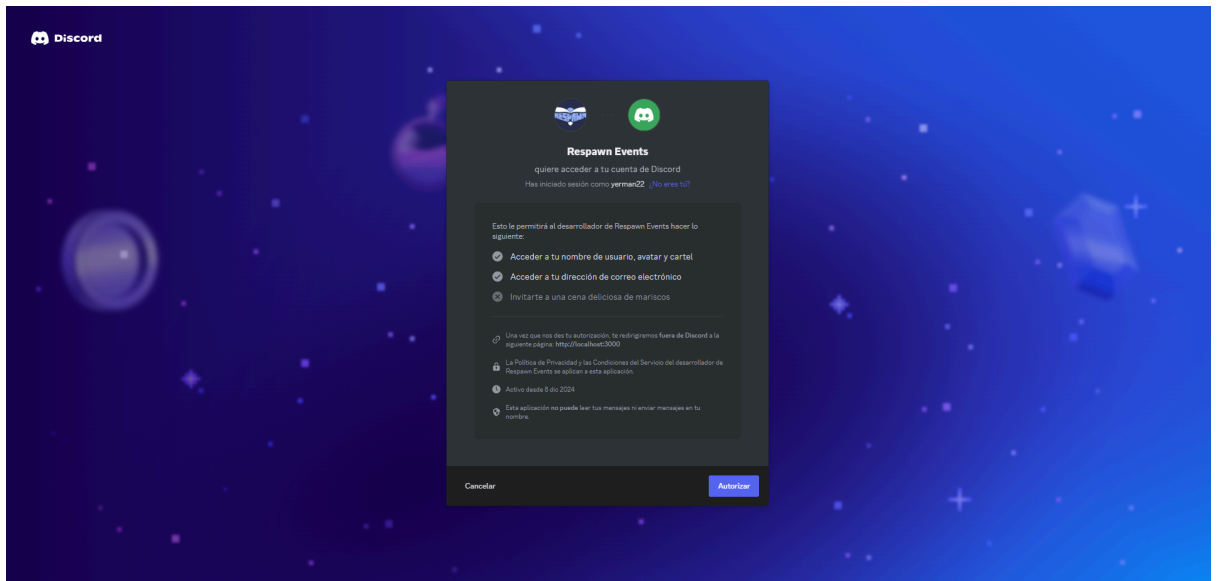 Discord
RESPAWN
Respawn Events
quiere acceder a tu cuenta de Discord
Has iniciado sesión como yerman22 ¿No eres tú?
Esto le permitirá al desarrollador de Respawn Events hacer lo
siguiente:
Acceder a tu nombre de usuario, avatar y cartel
Acceder a tu dirección de correo electrónico
Invitarte a una cena deliciosa de mariscos
Una vez que nos des tu autorización, te redirigiremos fuera de Discord a la
siguiente página: http://localhost:3000
La Política de Privacidad y las Condiciones del Servicio del desarrollador de
Respawn Events se aplican a esta aplicación.
Activo desde 8 dic 2024
Esta aplicación no puede leer tus mensajes ni enviar mensajes en tu
nombre.
Cancelar
Autorizar